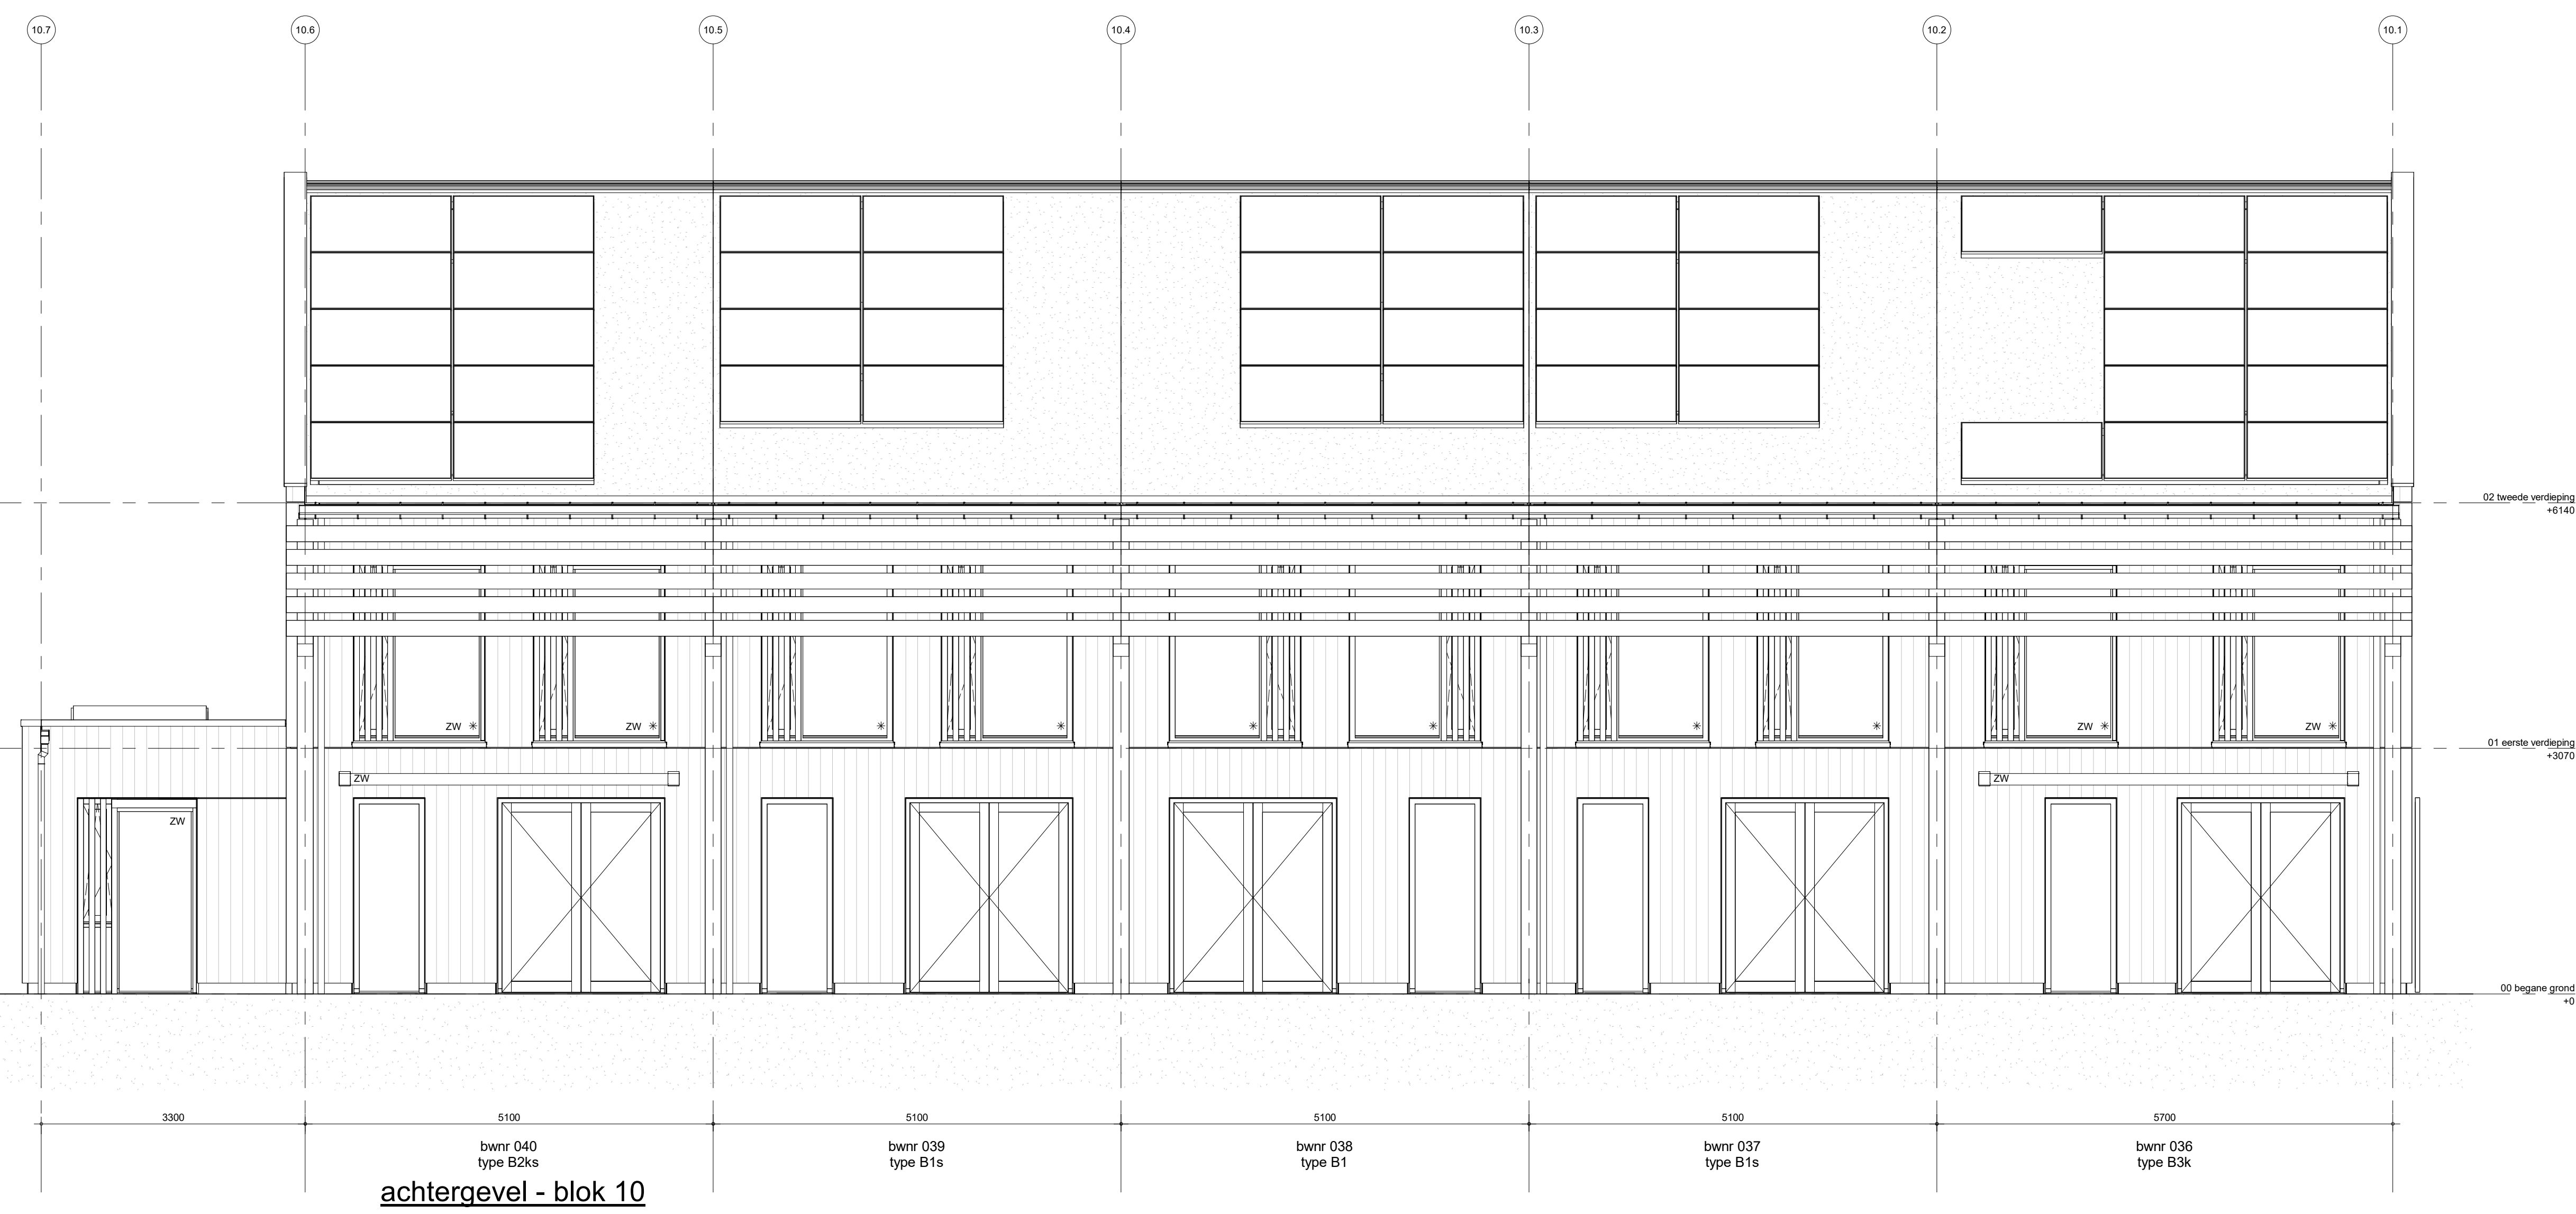 10.7
10.6
10.5
10.4
10.3
10.2
10.1
02 tweede verdieping
+6140
ZW
ZW
ZW
ZW
01 eerste verdieping
+3070
ZW
ZW
ZW
00 begane grond
+0
3300
5100
5100
5100
5100
5700
bwnr 040
type B2ks
bwnr 039
type B1s
bwnr 038
type B1
bwnr 037
type B1s
bwnr 036
type B3k
achtergevel - blok 10